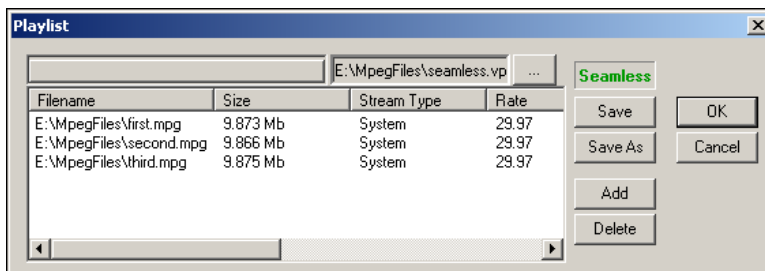 Playlist
E:\MpegFiles\seamless.vp ...
Seamless
Filename Size Stream Type Rate
E:\MpegFiles\first.mpg 9.873 Mb System 29.97
E:\MpegFiles\second.mpg 9.866 Mb System 29.97
E:\MpegFiles\third.mpg 9.875 Mb System 29.97
Save OK
Save As Cancel
Add
Delete